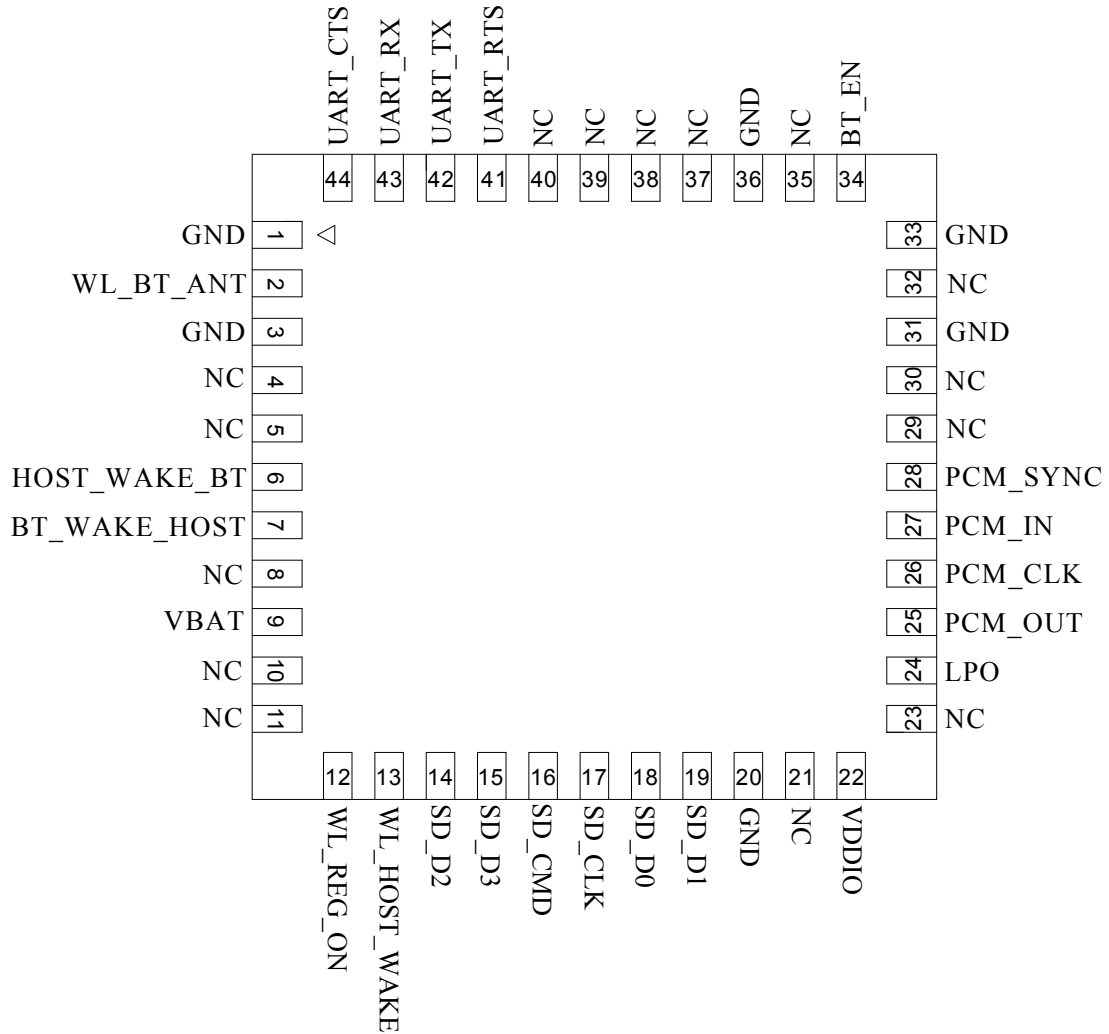 UART_CTS
UART_RX
UART_TX
UART_RTS
NC
NC
NC
NC
GND
NC
BT_EN
44
43
42
41
40
39
38
37
36
35
34
GND 1
WL_BT_ANT 2
GND 3
NC 4
NC 5
HOST_WAKE_BT 6
BT_WAKE_HOST 7
NC 8
VBAT 9
NC 10
NC 11
33 GND
32 NC
31 GND
30 NC
29 NC
28 PCM_SYNC
27 PCM_IN
26 PCM_CLK
25 PCM_OUT
24 LPO
23 NC
12
13
14
15
16
17
18
19
20
21
22
WL_REG_ON
WL_HOST_WAKE
SD_D2
SD_D3
SD_CMD
SD_CLK
SD_D0
SD_D1
GND
NC
VDDIO